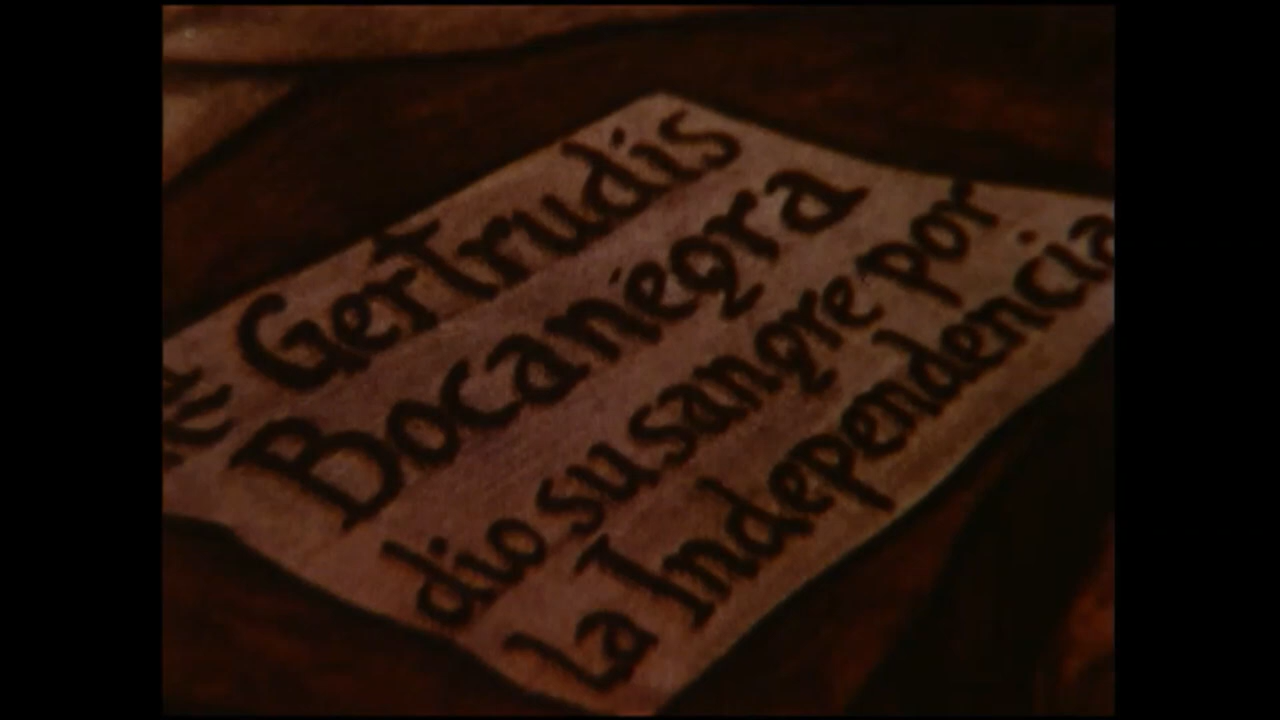 Gertrudis
Bocanegra
dio su sangre por
la Independencia